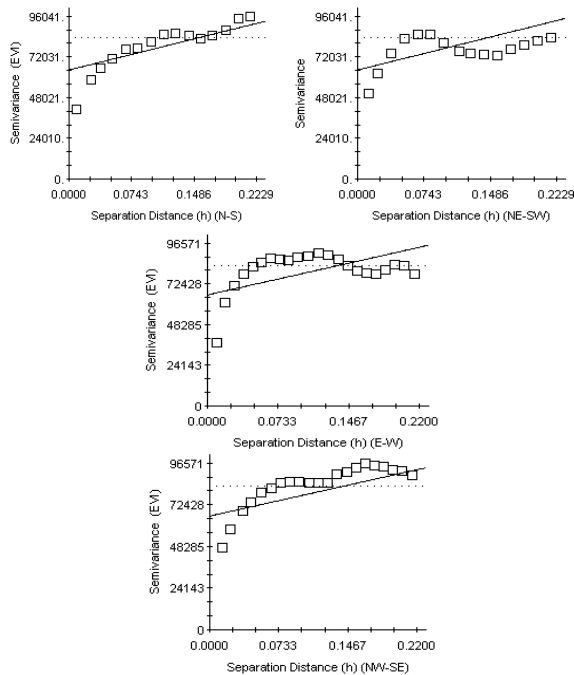 Semivariance (EVI)
96041.
72031.
48021.
24010.
0.
0.0000 0.0743 0.1486 0.2229
Separation Distance (h) (N-S)
Semivariance
96041.
72031.
48021.
24010.
0.
0.0000 0.0743 0.1486 0.2229
Separation Distance (h) (NE-SW)
Semivariance (EVI)
96571
72428
48285
24143
0
0.0000 0.0733 0.1467 0.2200
Separation Distance (h) (E-W)
Semivariance (EVI)
96571
72428
48285
24143
0
0.0000 0.0733 0.1467 0.2200
Separation Distance (h) (NW-SE)